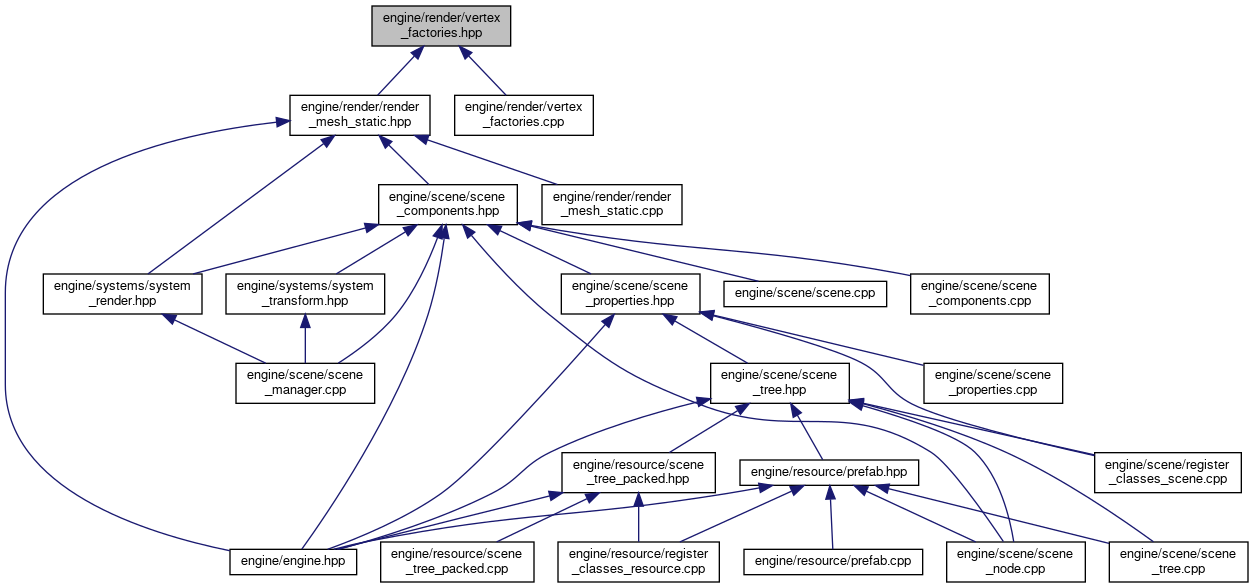 engine/render/vertex
_factories.hpp
engine/render/render
_mesh_static.hpp
engine/render/vertex
_factories.cpp
engine/scene/scene
_components.hpp
engine/render/render
_mesh_static.cpp
engine/systems/system
_render.hpp
engine/systems/system
_transform.hpp
engine/scene/scene
_properties.hpp
engine/scene/scene.cpp
engine/scene/scene
_components.cpp
engine/scene/scene
_manager.cpp
engine/scene/scene
_tree.hpp
engine/scene/scene
_properties.cpp
engine/resource/scene
_tree_packed.hpp
engine/resource/prefab.hpp
engine/scene/register
_classes_scene.cpp
engine/engine.hpp
engine/resource/scene
_tree_packed.cpp
engine/resource/register
_classes_resource.cpp
engine/resource/prefab.cpp
engine/scene/scene
_node.cpp
engine/scene/scene
_tree.cpp